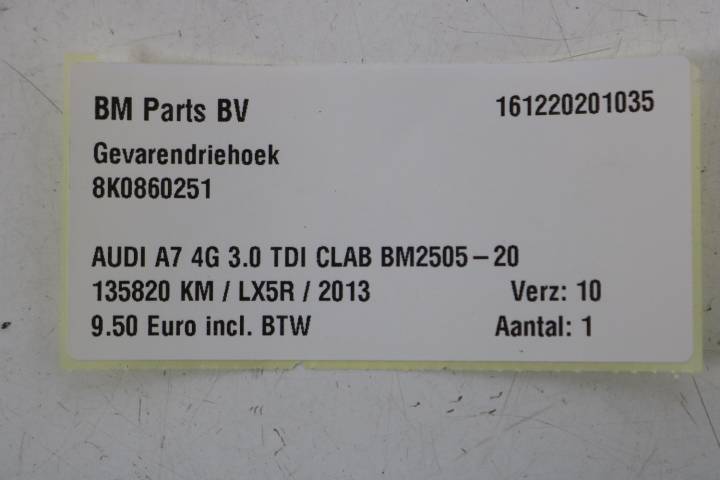 BM Parts BV 161220201035
Gevarendriehoek
8K0860251
AUDI A7 4G 3.0 TDI CLAB BM2505-20
135820 KM / LX5R / 2013 Verz: 10
9.50 Euro incl. BTW Aantal: 1